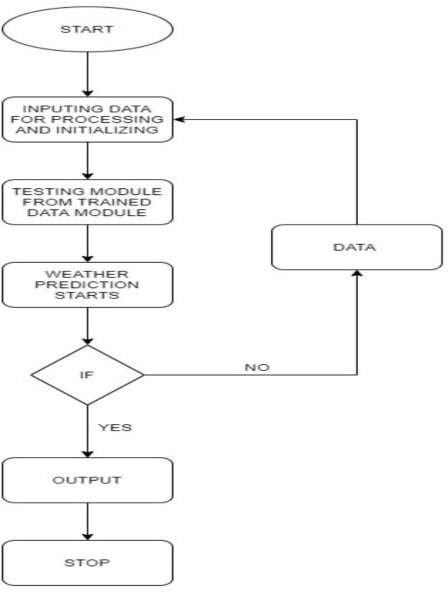 START
INPUTING DATA
FOR PROCESSING
AND INITIALIZING
TESTING MODULE
FROM TRAINED
DATA MODULE
DATA
WEATHER
PREDICTION
STARTS
IF
NO
YES
OUTPUT
STOP